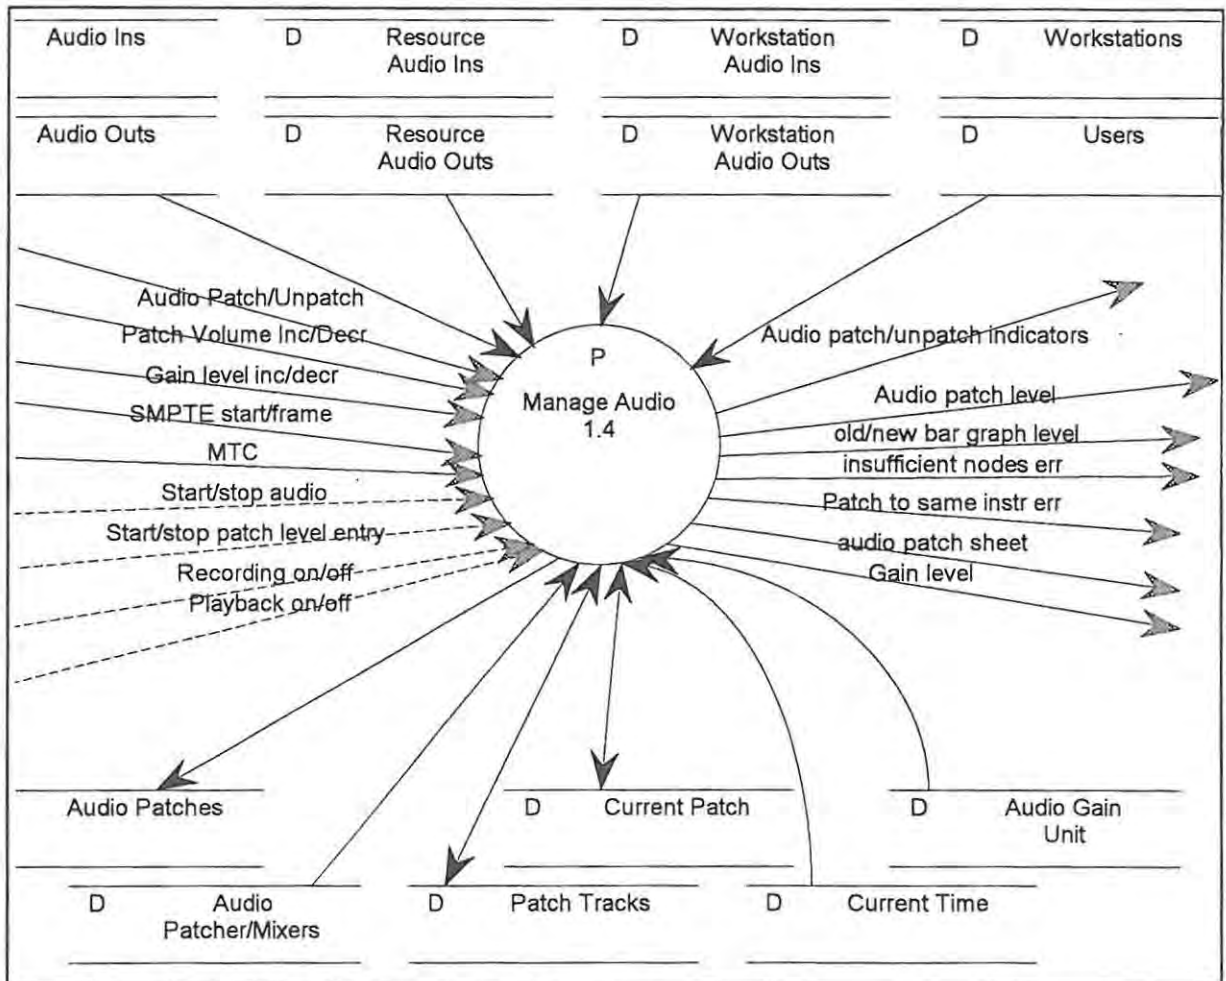 Audio Ins
D Resource
Audio Ins
D Workstation
Audio Ins
D Workstations
Audio Outs
D Resource
Audio Outs
D Workstation
Audio Outs
D Users
Audio Patch/Unpatch
Patch Volume Inc/Decr
Gain level inc/decr
SMPTE start/frame
MTC
Start/stop audio
Start/stop patch level entry
Recording on/off
Playback on/off
P
Manage Audio
1.4
Audio patch/unpatch indicators
Audio patch level
old/new bar graph level
insufficient nodes err
Patch to same instr err
audio patch sheet
Gain level
Audio Patches
D Current Patch
D Audio Gain
Unit
D Audio
Patcher/Mixers
D Patch Tracks
D Current Time